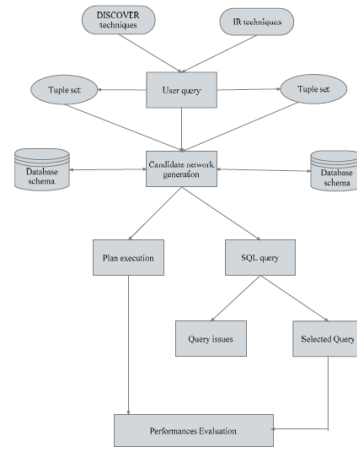 DISCOVER
techniques
IR techniques
Tuple set
User query
Tuple set
Database
schema
Candidate network
generation
Database
schema
Plan execution
SQL query
Query issues
Selected Query
Performances Evaluation